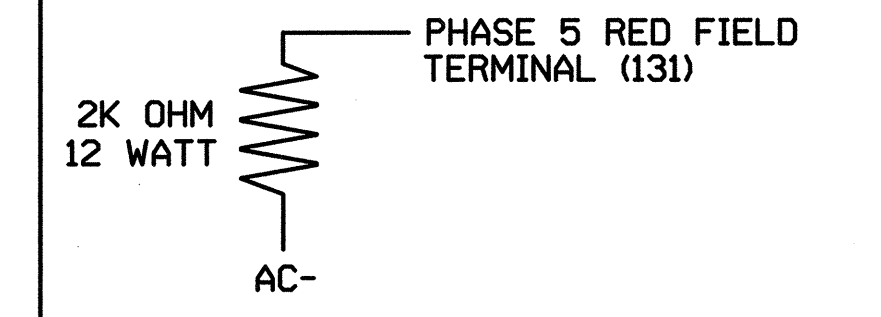 PHASE 5 RED FIELD
TERMINAL (131)
2K OHM
12 WATT
AC-